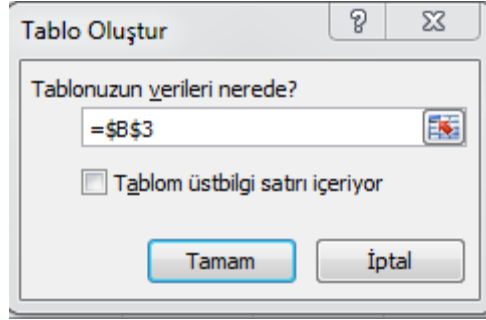 Tablo Oluştur
Tablonuzun verileri nerede?
=$B$3
Tablom üstbilgi satırı içeriyor
Tamam
İptal